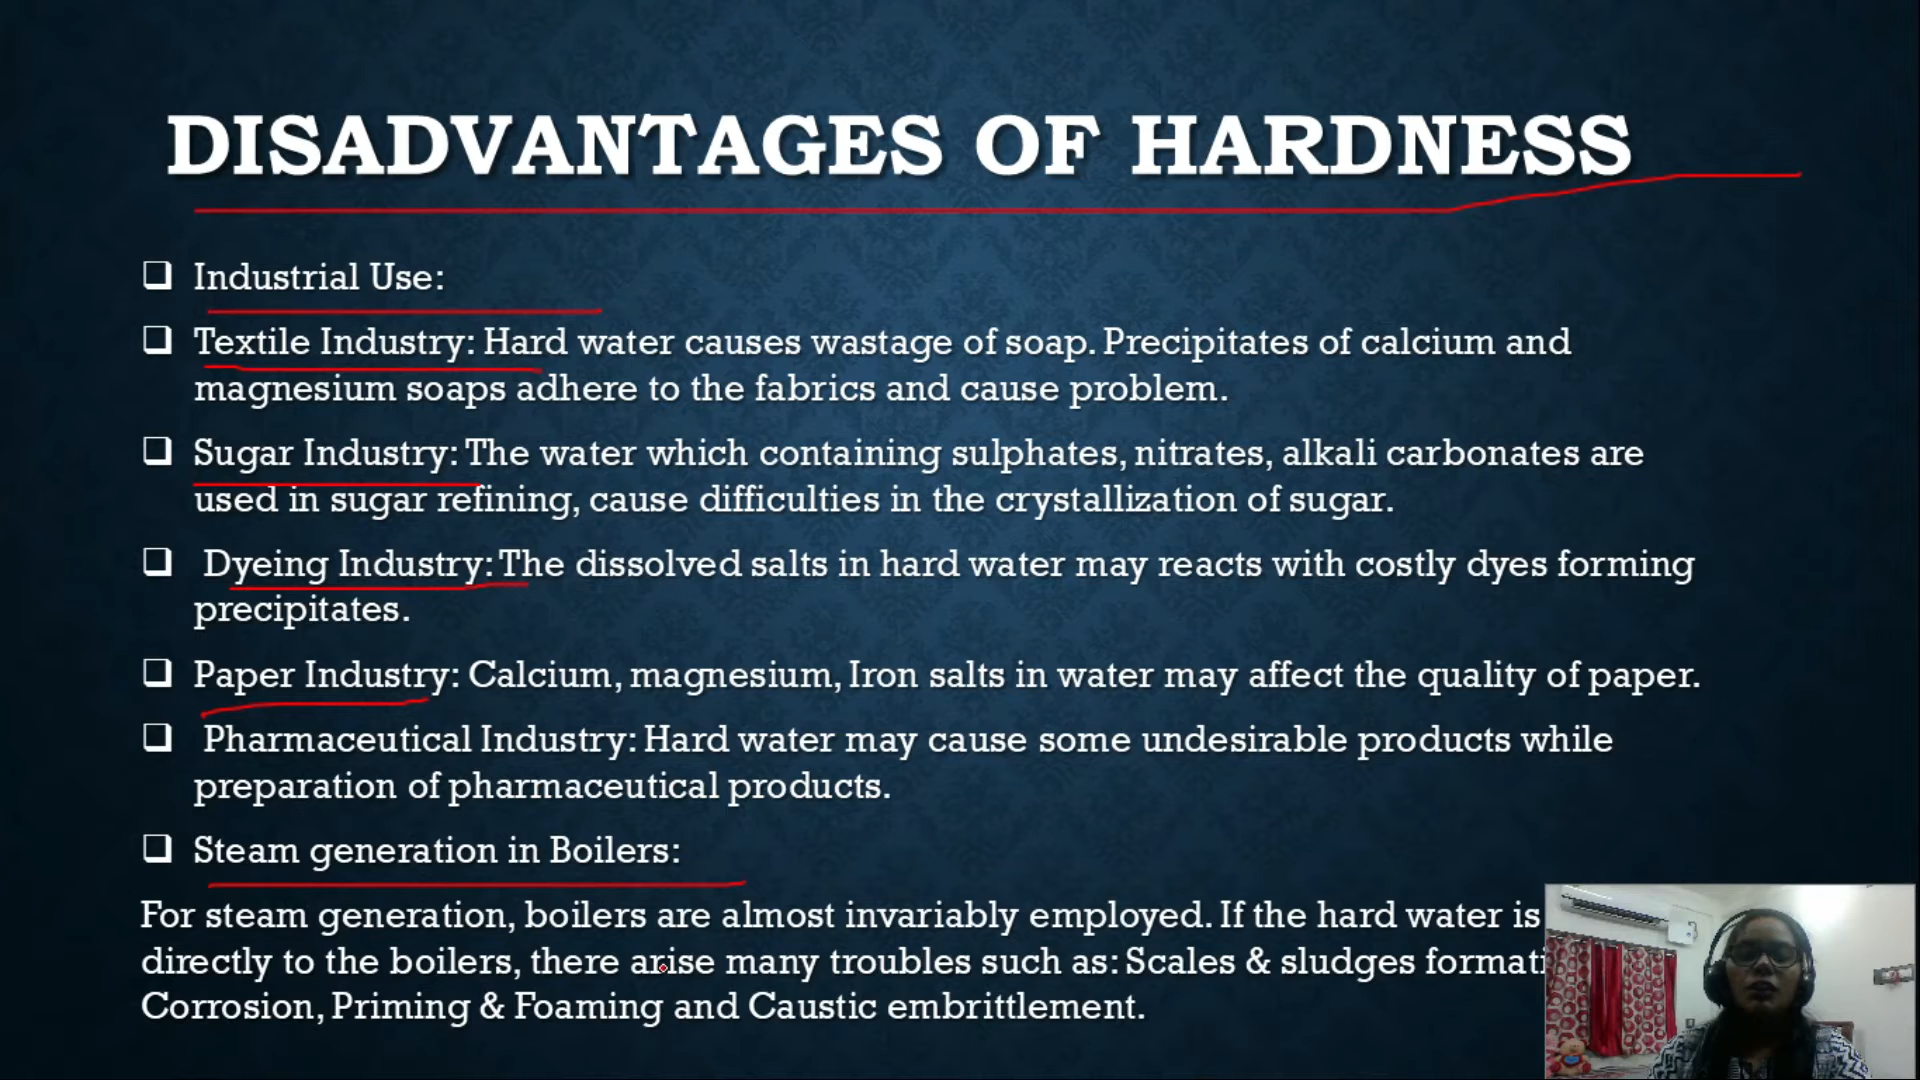 DISADVANTAGES OF HARDNESS
Industrial Use:
Textile Industry: Hard water causes wastage of soap. Precipitates of calcium and
magnesium soaps adhere to the fabrics and cause problem.
Sugar Industry: The water which containing sulphates, nitrates, alkali carbonates are
used in sugar refining, cause difficulties in the crystallization of sugar.
Dyeing Industry: The dissolved salts in hard water may reacts with costly dyes forming
precipitates.
Paper Industry: Calcium, magnesium, Iron salts in water may affect the quality of paper.
Pharmaceutical Industry: Hard water may cause some undesirable products while
preparation of pharmaceutical products.
Steam generation in Boilers:
For steam generation, boilers are almost invariably employed. If the hard water is
directly to the boilers, there arise many troubles such as: Scales & sludges
Corrosion, Priming & Foaming and Caustic embrittlement.